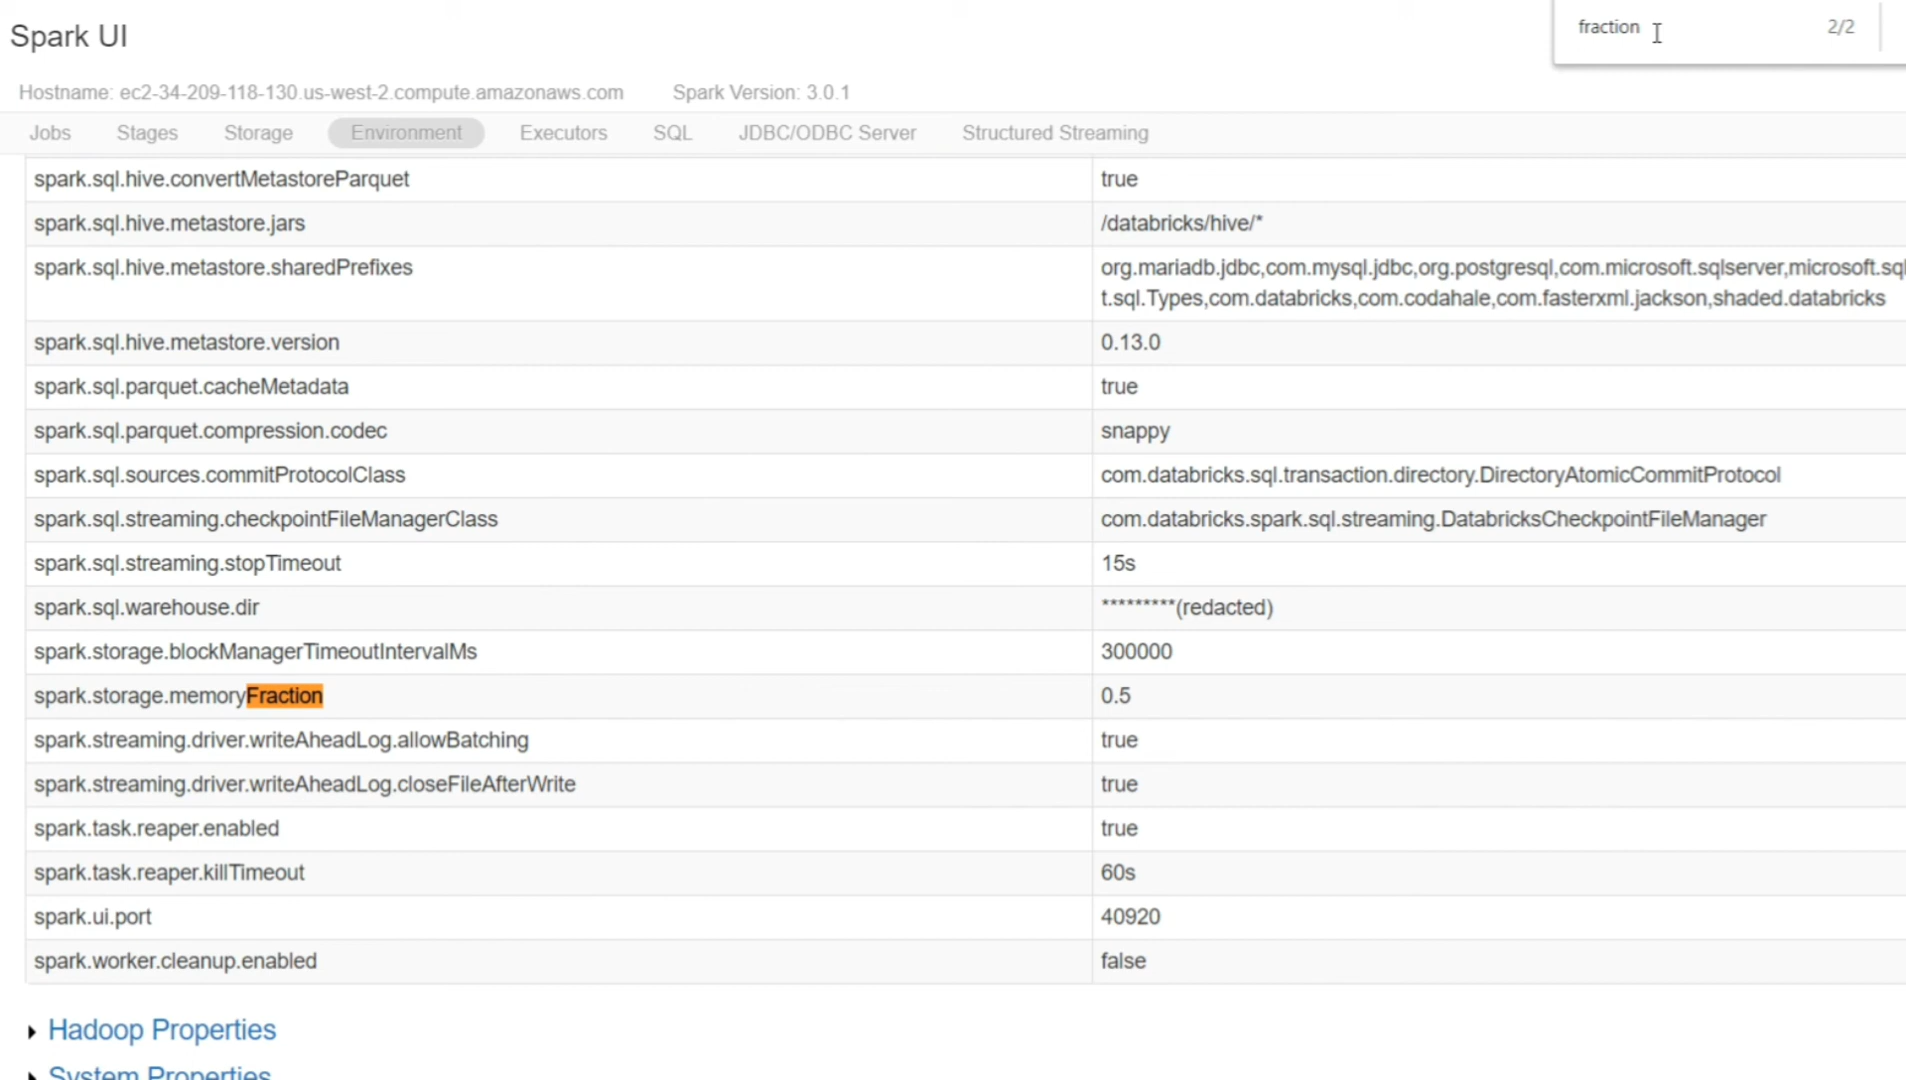 Spark UI
fraction 2/2
Hostname: ec2-34-209-118-130.us-west-2.compute.amazonaws.com Spark Version: 3.0.1
Jobs Stages Storage Environment Executors SQL JDBC/ODBC Server Structured Streaming
spark.sql.hive.convertMetastoreParquet true
spark.sql.hive.metastore.jars /databricks/hive/*
spark.sql.hive.metastore.sharedPrefixes org.mariadb.jdbc,com.mysql.jdbc,org.postgresql,com.microsoft.sqlserver,microsoft.sql
t.sql.Types,com.databricks,com.codahale,com.fasterxml.jackson,shaded.databricks
spark.sql.hive.metastore.version 0.13.0
spark.sql.parquet.cacheMetadata true
spark.sql.parquet.compression.codec snappy
spark.sql.sources.commitProtocolClass com.databricks.sql.transaction.directory.DirectoryAtomicCommitProtocol
spark.sql.streaming.checkpointFileManagerClass com.databricks.spark.sql.streaming.DatabricksCheckpointFileManager
spark.sql.streaming.stopTimeout 15s
spark.sql.warehouse.dir *********(redacted)
spark.storage.blockManagerTimeoutIntervalMs 300000
spark.storage.memoryFraction 0.5
spark.streaming.driver.writeAheadLog.allowBatching true
spark.streaming.driver.writeAheadLog.closeFileAfterWrite true
spark.task.reaper.enabled true
spark.task.reaper.killTimeout 60s
spark.ui.port 40920
spark.worker.cleanup.enabled false
Hadoop Properties
System Properties